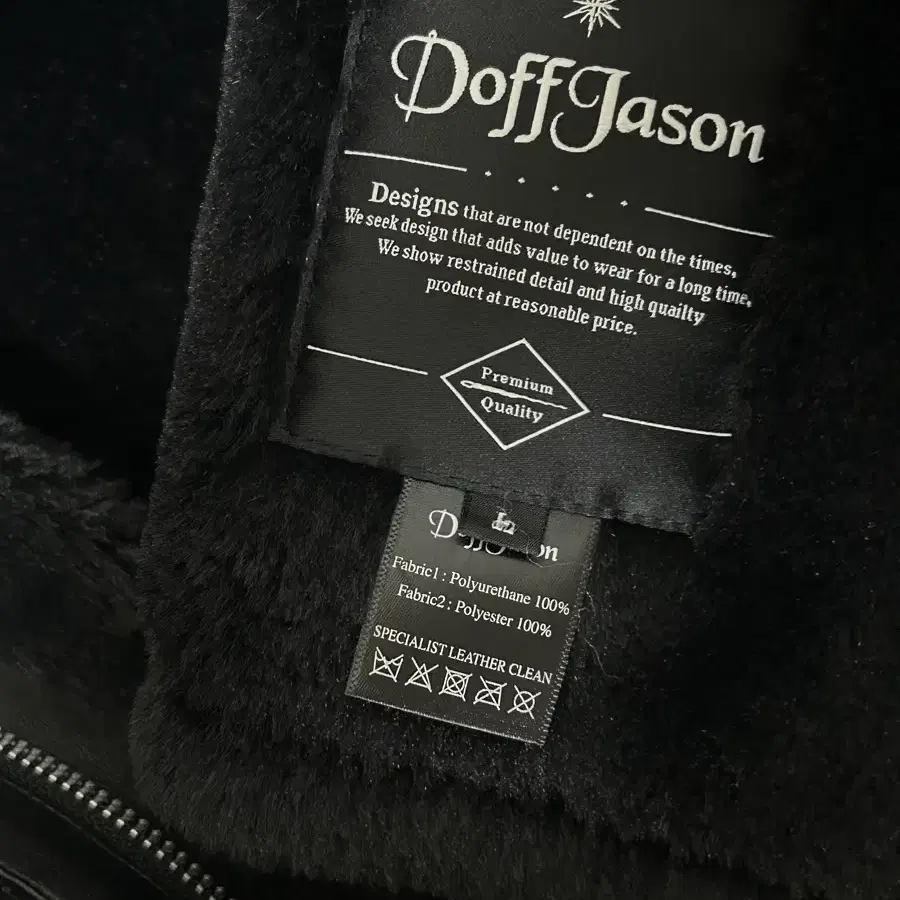 DoffJason
Designs that are not dependent on the times,
We seek design that adds value to wear for a long time,
We show restrained detail and high quailty
product at reasonable price.
Premium
Quality
L
Fabric1 : Polyurethane 100%
Fabric2 : Polyester 100%
SPECIALIST LEATHER CLEAN